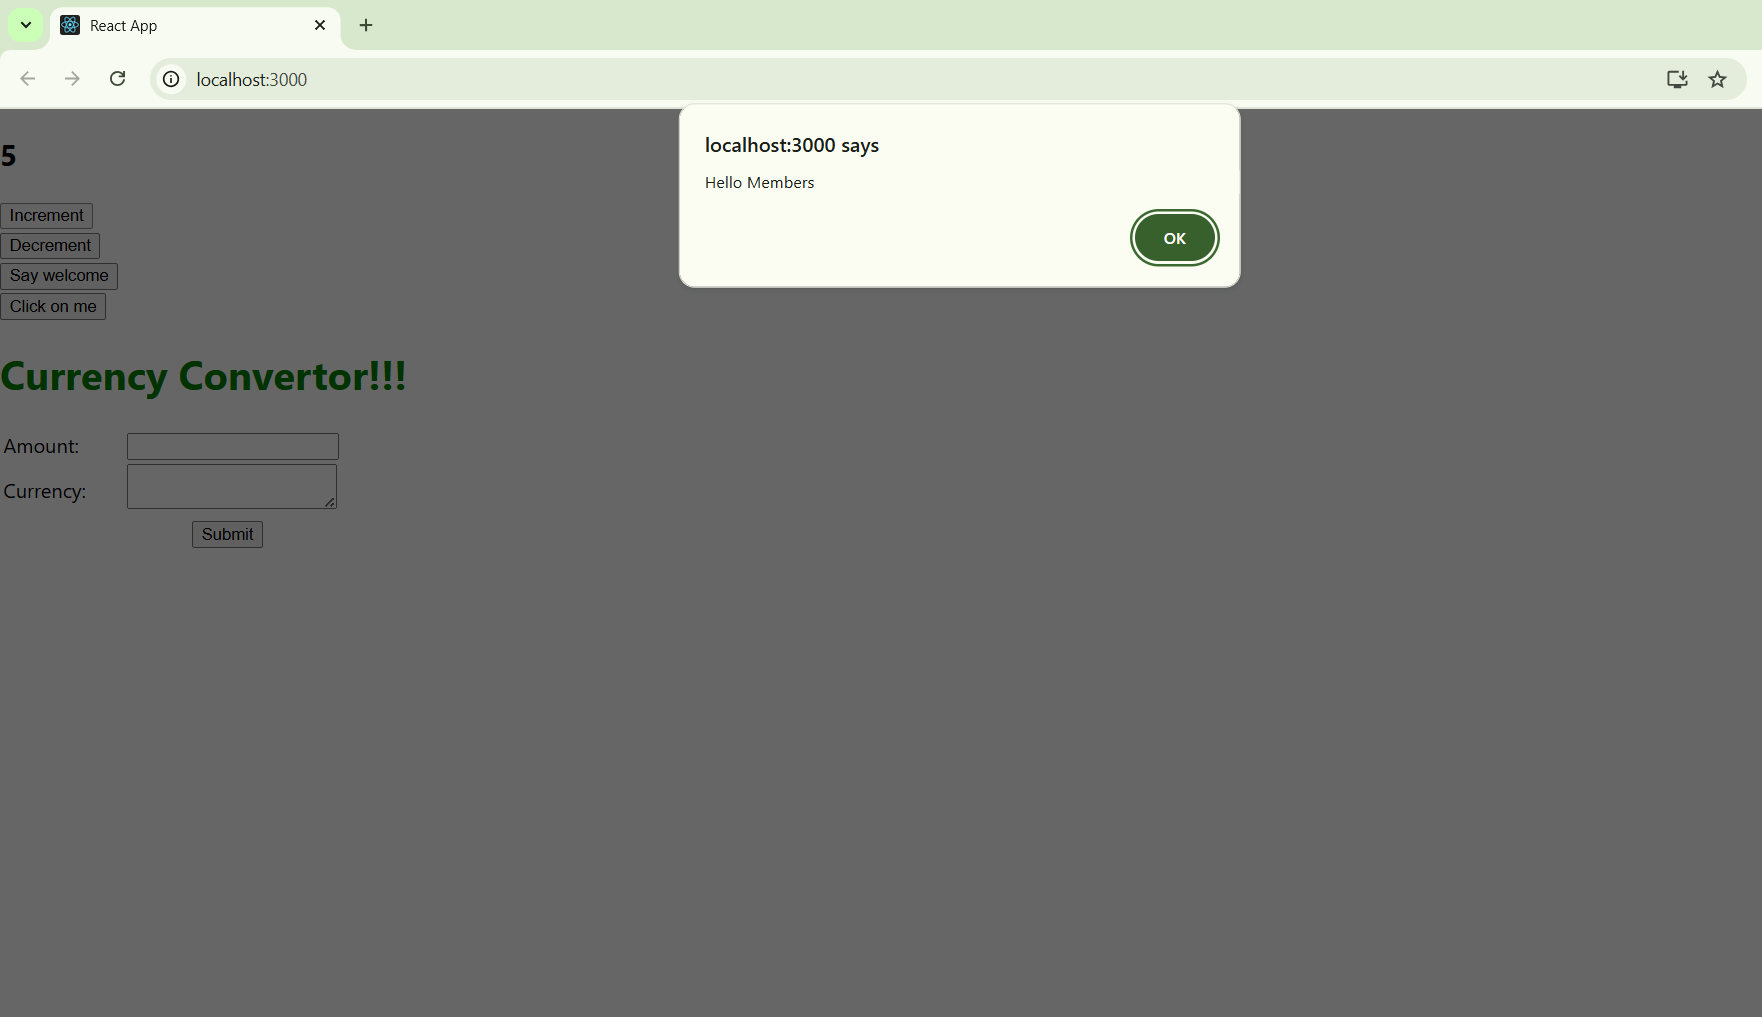 React App
localhost:3000
localhost:3000 says
Hello Members
OK
5
Increment
Decrement
Say welcome
Click on me
Currency Convertor!!!
Amount:
Currency:
Submit